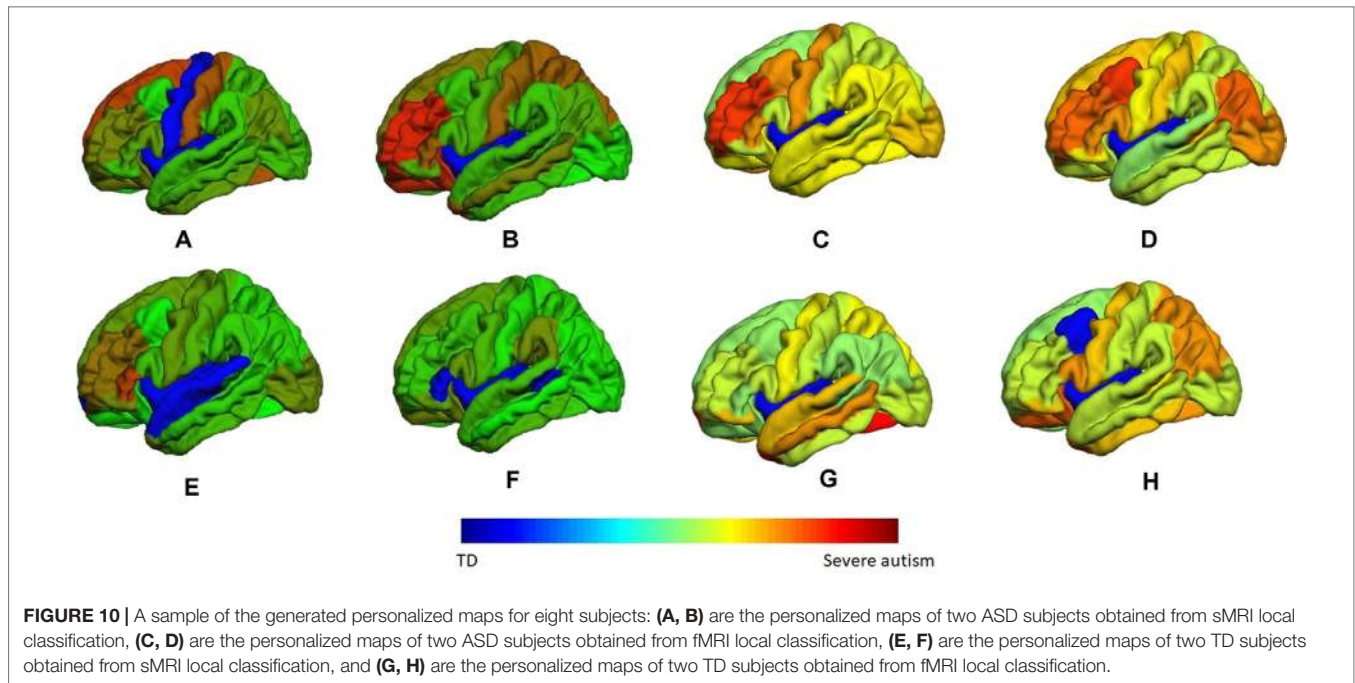 A
B
C
D
E
F
G
H
TD
Severe autism
FIGURE 10 | A sample of the generated personalized maps for eight subjects: (A, B) are the personalized maps of two ASD subjects obtained from sMRI local
classification, (C, D) are the personalized maps of two ASD subjects obtained from fMRI local classification, (E, F) are the personalized maps of two TD subjects
obtained from sMRI local classification, and (G, H) are the personalized maps of two TD subjects obtained from fMRI local classification.